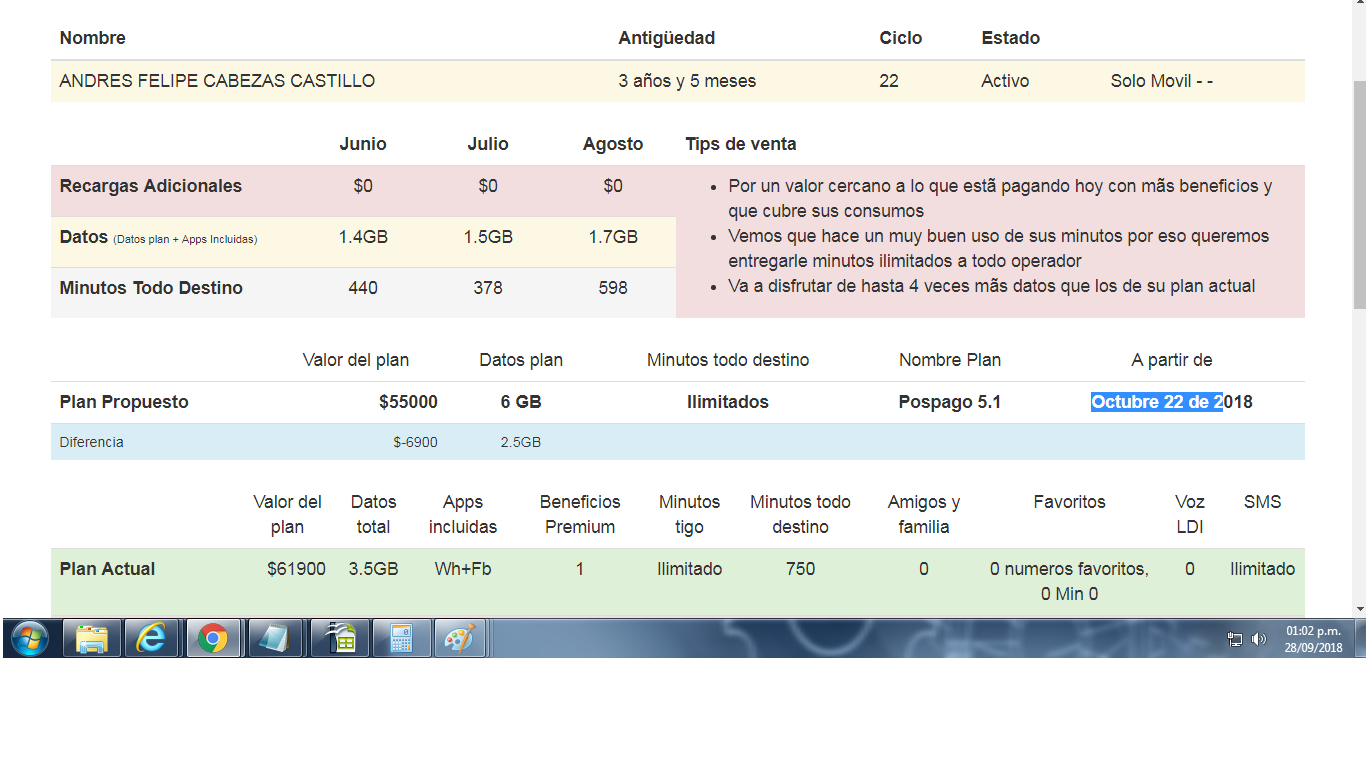 Nombre Antigüedad Ciclo Estado
ANDRES FELIPE CABEZAS CASTILLO 3 años y 5 meses 22 Activo Solo Movil - -
Junio Julio Agosto Tips de venta
Recargas Adicionales $0 $0 $0
Datos (Datos plan + Apps Incluidas) 1.4GB 1.5GB 1.7GB
Minutos Todo Destino 440 378 598
• Por un valor cercano a lo que estã pagando hoy con mãs beneficios y
que cubre sus consumos
• Vemos que hace un muy buen uso de sus minutos por eso queremos
entregarle minutos ilimitados a todo operador
• Va a disfrutar de hasta 4 veces mãs datos que los de su plan actual
Valor del plan Datos plan Minutos todo destino Nombre Plan A partir de
Plan Propuesto $55000 6 GB Ilimitados Pospago 5.1 Octubre 22 de 2018
Diferencia $-6900 2.5GB
Valor del plan Datos total Apps incluidas Beneficios Premium Minutos tigo Minutos todo destino Amigos y familia Favoritos Voz LDI SMS
Plan Actual $61900 3.5GB Wh+Fb 1 Ilimitado 750 0 0 numeros favoritos, 0 Min 0 0 Ilimitado
01:02 p.m.
28/09/2018